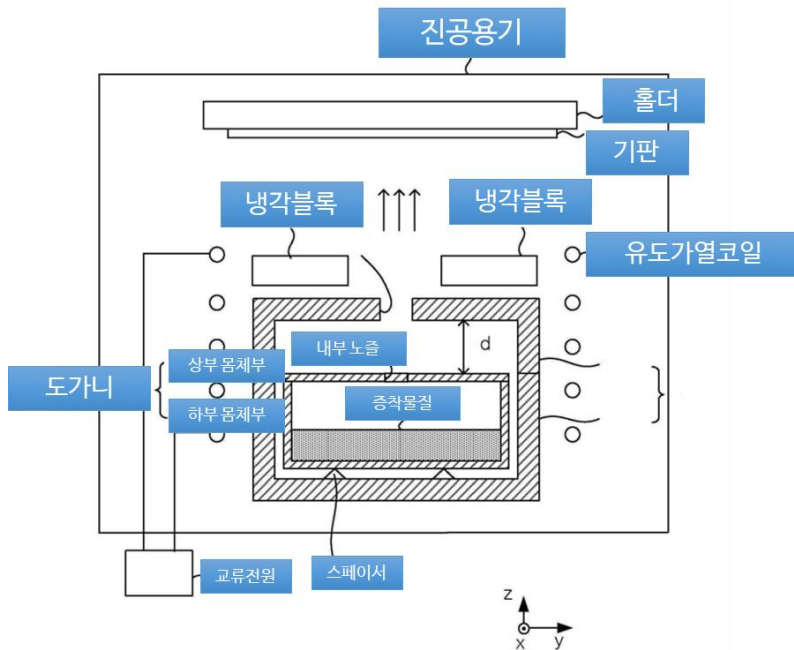 진공용기
홀더
기판
냉각블록
냉각블록
유도가열코일
내부 노즐
d
상부 몸체부
도가니
하부 몸체부
증착물질
교류전원
스페이서
z
x
y